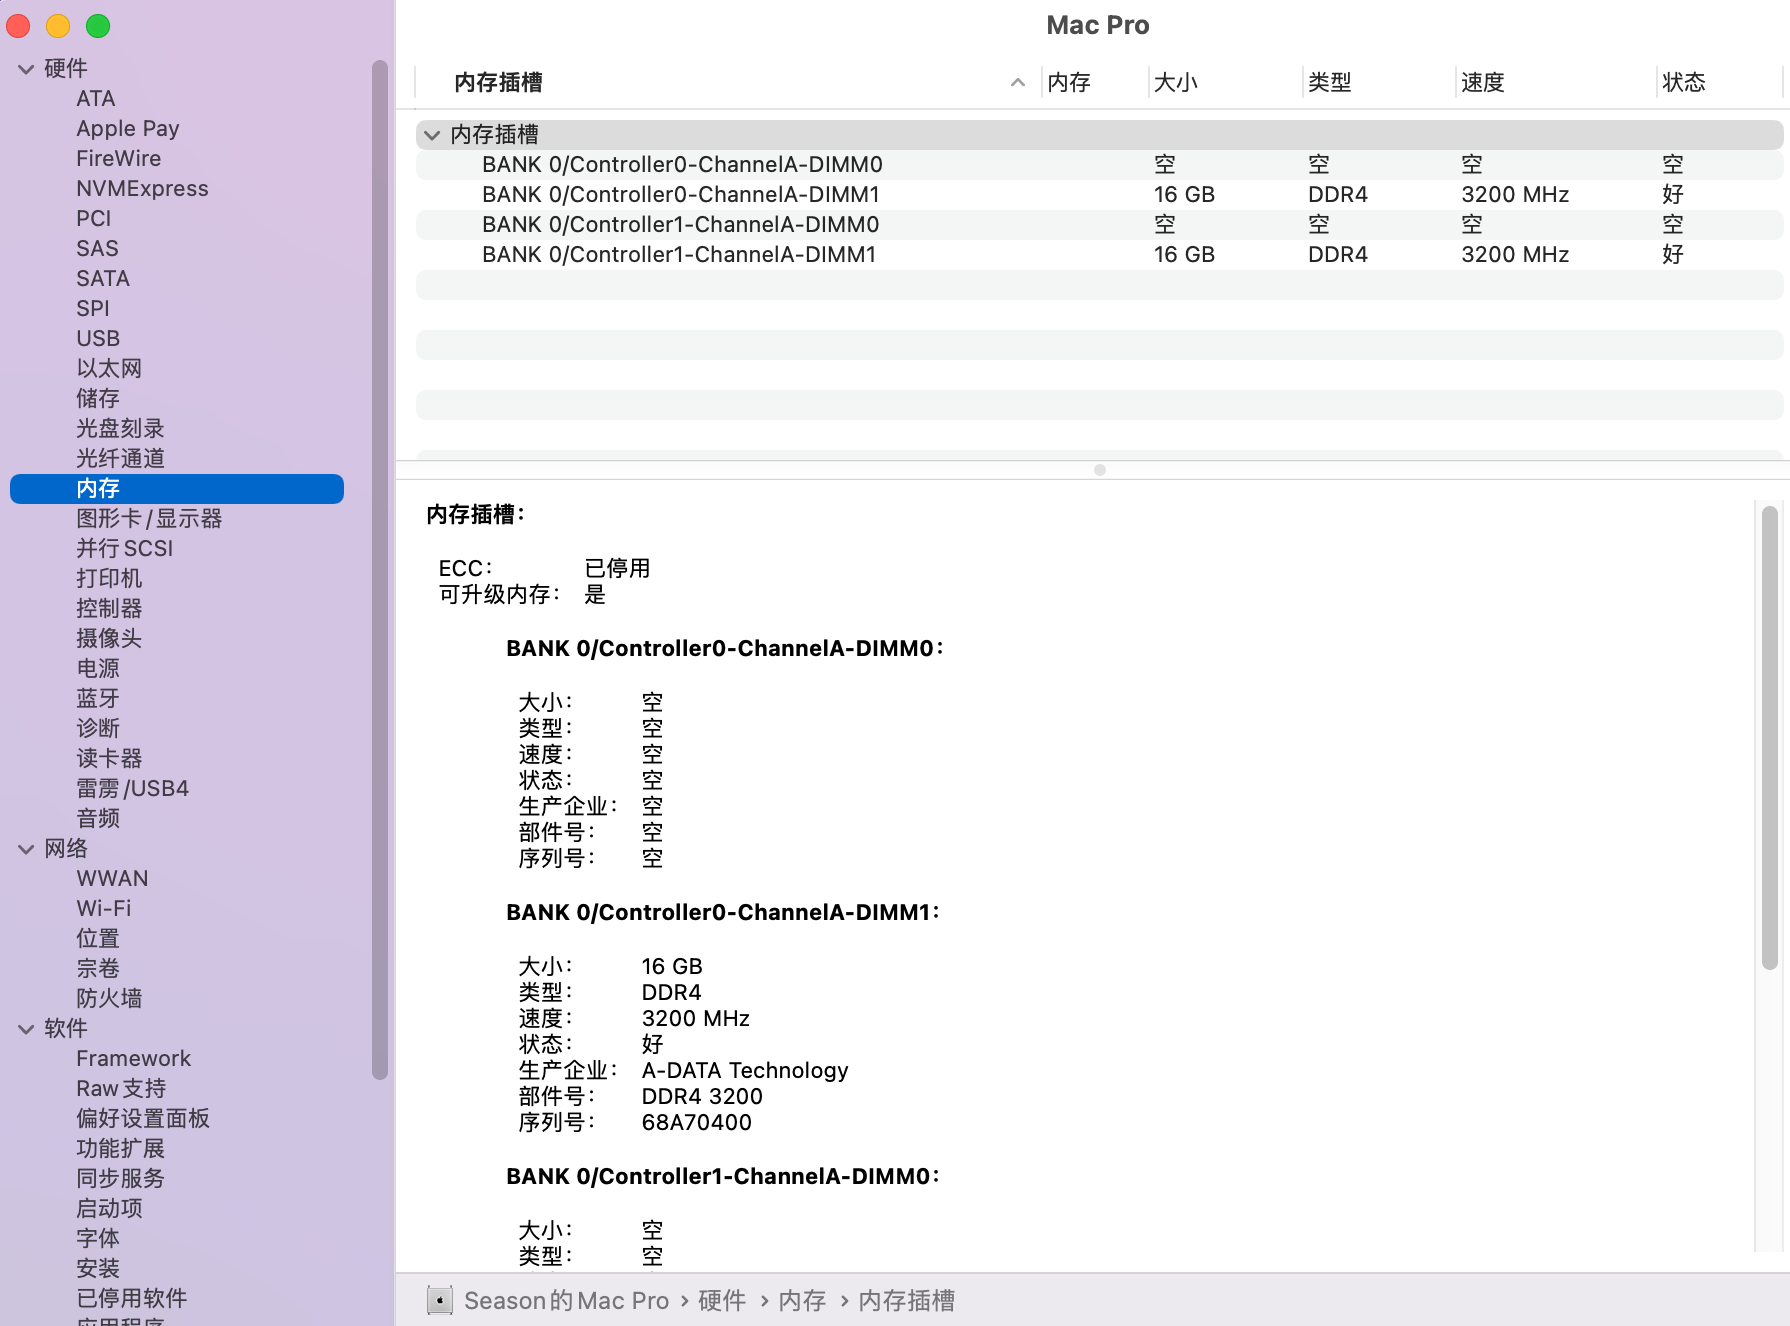 Mac Pro
硬件
ATA
Apple Pay
FireWire
NVMExpress
PCI
SAS
SATA
SPI
USB
以太网
储存
光盘刻录
光纤通道
内存
图形卡/显示器
并行SCSI
打印机
控制器
摄像头
电源
蓝牙
诊断
读卡器
雷雳/USB4
音频
网络
WWAN
Wi-Fi
位置
宗卷
防火墙
软件
Framework
Raw支持
偏好设置面板
功能扩展
同步服务
启动项
字体
安装
已停用软件
应用程序
内存插槽 内存 大小 类型 速度 状态
内存插槽
BANK 0/Controller0-ChannelA-DIMM0 空 空 空 空
BANK 0/Controller0-ChannelA-DIMM1 16 GB DDR4 3200 MHz 好
BANK 0/Controller1-ChannelA-DIMM0 空 空 空 空
BANK 0/Controller1-ChannelA-DIMM1 16 GB DDR4 3200 MHz 好
内存插槽：
ECC： 已停用
可升级内存： 是
BANK 0/Controller0-ChannelA-DIMM0：
大小： 空
类型： 空
速度： 空
状态： 空
生产企业： 空
部件号： 空
序列号： 空
BANK 0/Controller0-ChannelA-DIMM1：
大小： 16 GB
类型： DDR4
速度： 3200 MHz
状态： 好
生产企业： A-DATA Technology
部件号： DDR4 3200
序列号： 68A70400
BANK 0/Controller1-ChannelA-DIMM0：
大小： 空
类型： 空
Season的Mac Pro › 硬件 › 内存 › 内存插槽